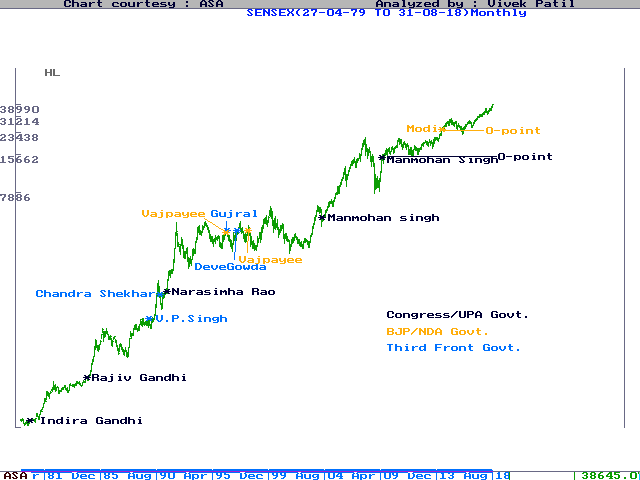 Chart courtesy : ASA Analyzed by : Vivek Patil
SENSEX(27-04-79 TO 31-08-18)Monthly
HL
38990
31214
23438
15662
7886
Modi
O-point
Manmohan Singh
O-point
Vajpayee Gujral
Manmohan singh
Vajpayee
DeveGowda
Chandra Shekhar
Narasimha Rao
V.P.Singh
Congress/UPA Govt.
BJP/NDA Govt.
Third Front Govt.
Rajiv Gandhi
Indira Gandhi
ASA r|81 Dec|85 Aug|90 Apr|95 Dec|99 Aug|04 Apr|09 Dec|13 Aug|18 38645.0